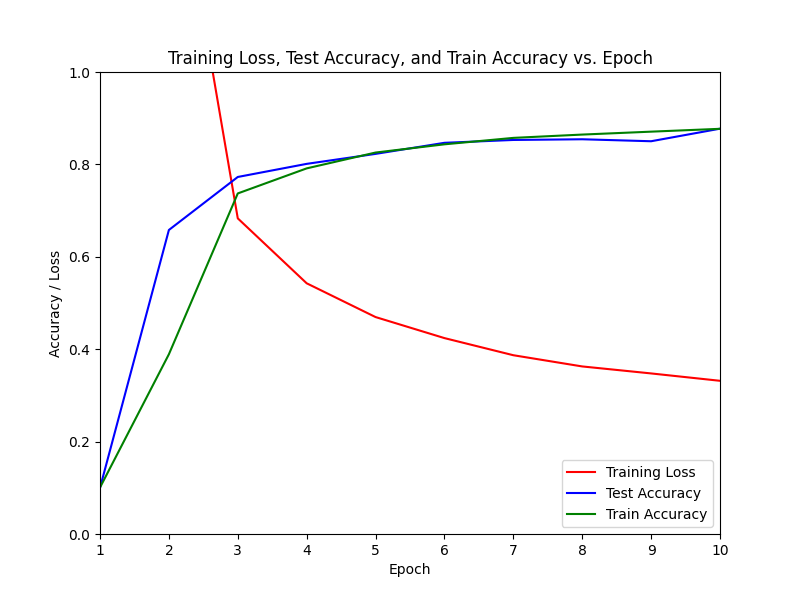 Training Loss, Test Accuracy, and Train Accuracy vs. Epoch
1.0
0.8
0.6
0.4
0.2
0.0
Accuracy / Loss
1 2 3 4 5 6 7 8 9 10
Epoch
Training Loss
Test Accuracy
Train Accuracy